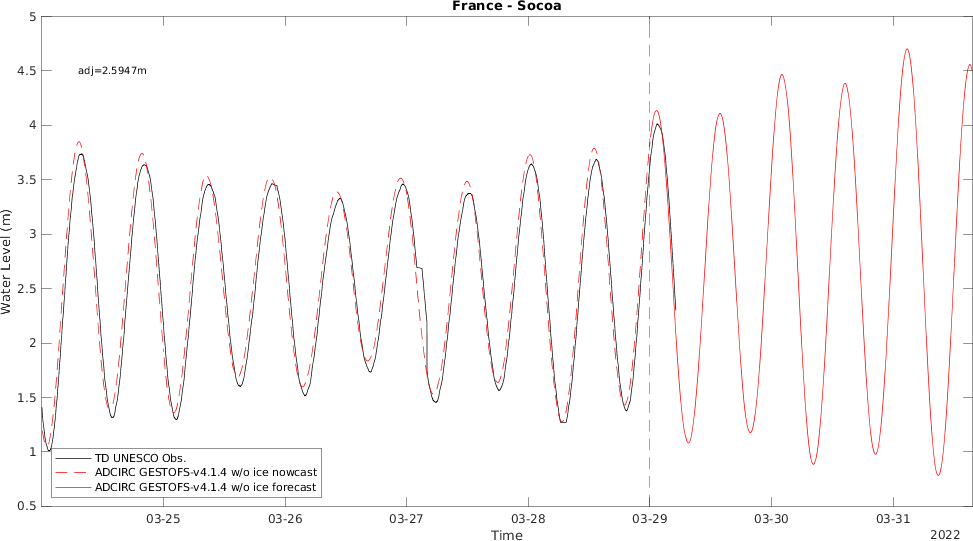 France - Socoa
adj=2.5947m
Water Level (m)
5
4.5
4
3.5
3
2.5
2
1.5
1
0.5
TD UNESCO Obs.
ADCIRC GESTOFS-v4.1.4 w/o ice nowcast
ADCIRC GESTOFS-v4.1.4 w/o ice forecast
03-25 03-26 03-27 03-28 03-29 03-30 03-31
Time
2022